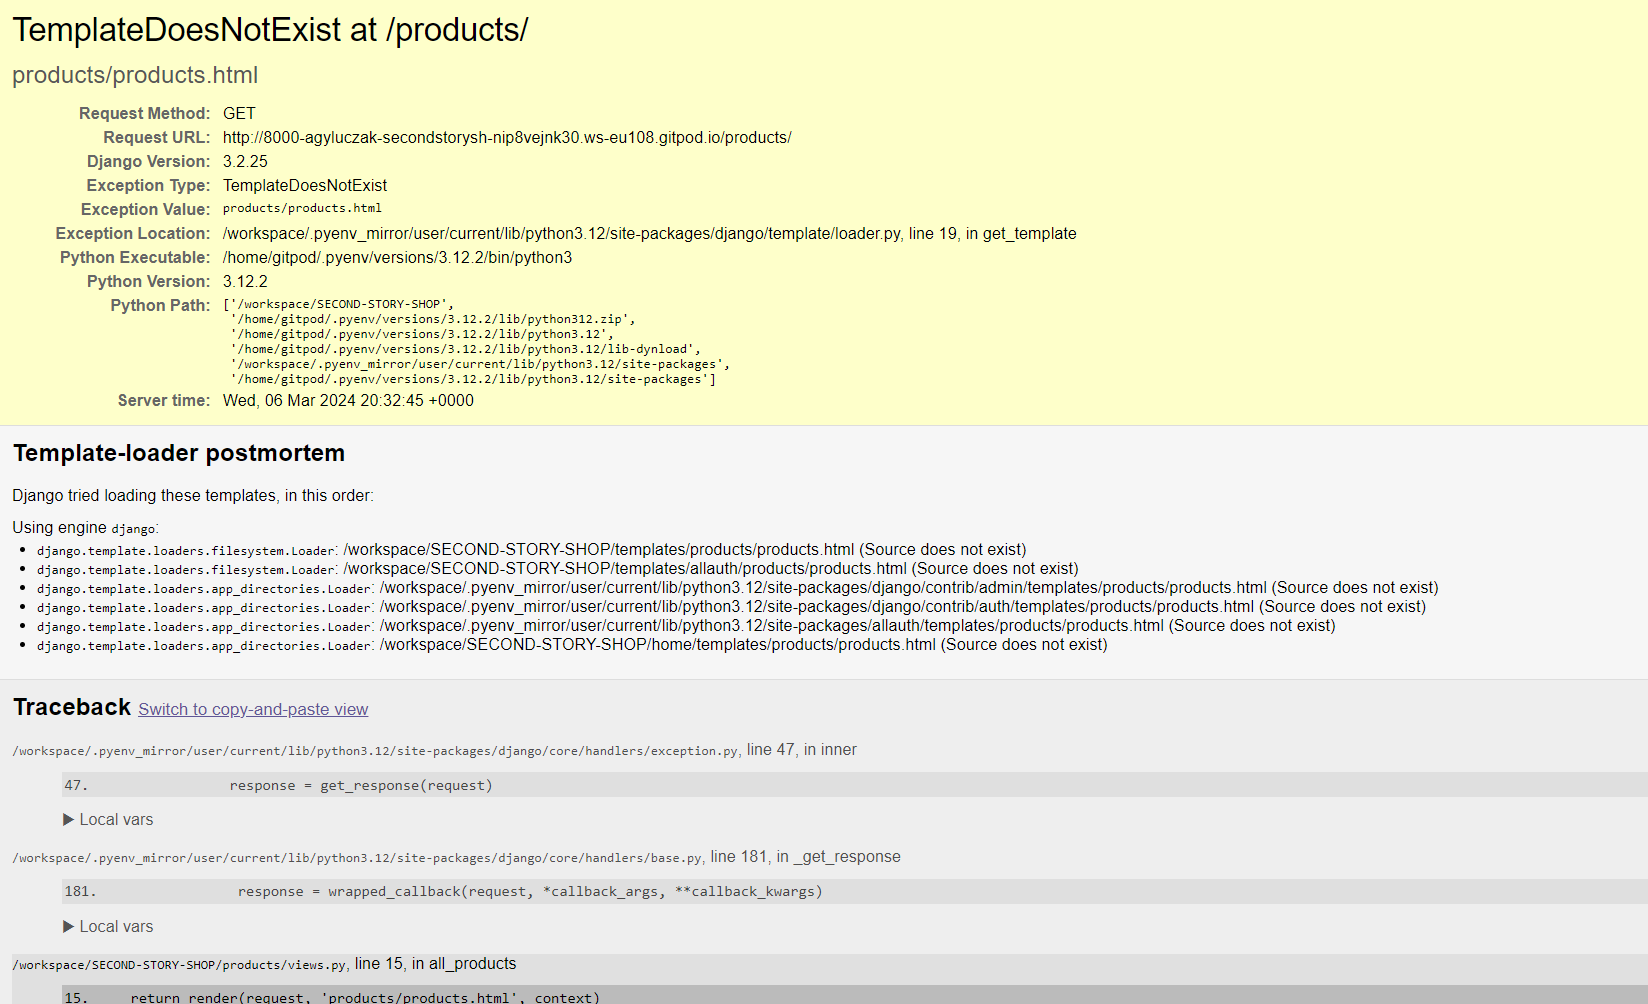 TemplateDoesNotExist at /products/
products/products.html
Request Method: GET
Request URL: http://8000-agyluczak-secondstorysh-nip8vejnk30.ws-eu108.gitpod.io/products/
Django Version: 3.2.25
Exception Type: TemplateDoesNotExist
Exception Value: products/products.html
Exception Location: /workspace/.pyenv_mirror/user/current/lib/python3.12/site-packages/django/template/loader.py, line 19, in get_template
Python Executable: /home/gitpod/.pyenv/versions/3.12.2/bin/python3
Python Version: 3.12.2
Python Path: ['/workspace/SECOND-STORY-SHOP',
'/home/gitpod/.pyenv/versions/3.12.2/lib/python312.zip',
'/home/gitpod/.pyenv/versions/3.12.2/lib/python3.12',
'/home/gitpod/.pyenv/versions/3.12.2/lib/python3.12/lib-dynload',
'/workspace/.pyenv_mirror/user/current/lib/python3.12/site-packages',
'/home/gitpod/.pyenv/versions/3.12.2/lib/python3.12/site-packages']
Server time: Wed, 06 Mar 2024 20:32:45 +0000
Template-loader postmortem
Django tried loading these templates, in this order:
Using engine django:
• django.template.loaders.filesystem.Loader: /workspace/SECOND-STORY-SHOP/templates/products/products.html (Source does not exist)
• django.template.loaders.filesystem.Loader: /workspace/SECOND-STORY-SHOP/templates/allauth/products/products.html (Source does not exist)
• django.template.loaders.app_directories.Loader: /workspace/.pyenv_mirror/user/current/lib/python3.12/site-packages/django/contrib/admin/templates/products/products.html (Source does not exist)
• django.template.loaders.app_directories.Loader: /workspace/.pyenv_mirror/user/current/lib/python3.12/site-packages/django/contrib/auth/templates/products/products.html (Source does not exist)
• django.template.loaders.app_directories.Loader: /workspace/.pyenv_mirror/user/current/lib/python3.12/site-packages/allauth/templates/products/products.html (Source does not exist)
• django.template.loaders.app_directories.Loader: /workspace/SECOND-STORY-SHOP/home/templates/products/products.html (Source does not exist)
Traceback Switch to copy-and-paste view
/workspace/.pyenv_mirror/user/current/lib/python3.12/site-packages/django/core/handlers/exception.py, line 47, in inner
47. response = get_response(request)
▶ Local vars
/workspace/.pyenv_mirror/user/current/lib/python3.12/site-packages/django/core/handlers/base.py, line 181, in _get_response
181. response = wrapped_callback(request, *callback_args, **callback_kwargs)
▶ Local vars
/workspace/SECOND-STORY-SHOP/products/views.py, line 15, in all_products
15. return render(request, 'products/products.html', context)